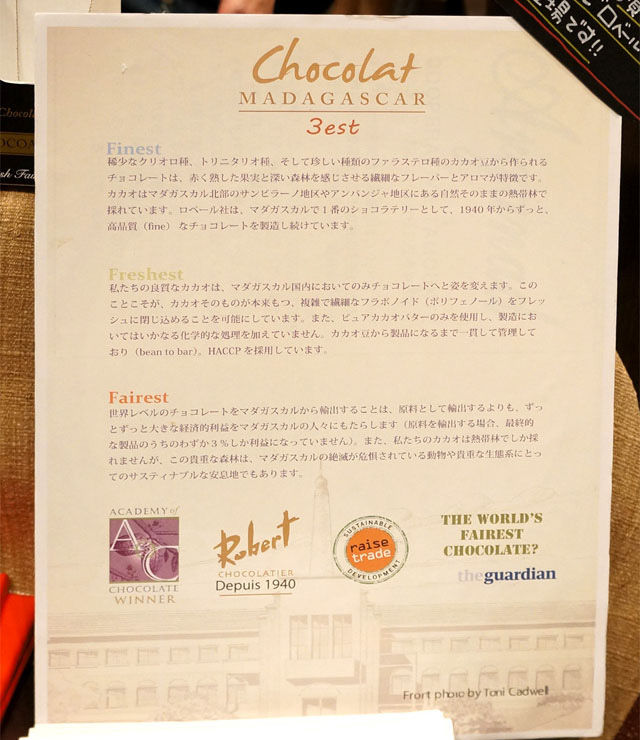 Chocolat
MADAGASCAR
3est
Finest
稀少なクリオロ種、トリニタリオ種、そして珍しい種類のファラステロ種のカカオ豆から作られる
チョコレートは、赤く熟した果実と深い森林を感じさせる繊細なフレーバーとアロマが特徴です。
カカオはマダガスカル北部のサンビラーノ地区やアンバンジャ地区にある自然そのままの熱帯林で
採れています。ロベール社は、マダガスカルで1番のショコラテリーとして、1940年からずっと、
高品質（fine）なチョコレートを製造し続けています。
Freshest
私たちの良質なカカオは、マダガスカル国内においてのみチョコレートへと姿を変えます。この
ことこそが、カカオそのものが本来もつ、複雑で繊細なフラボノイド（ポリフェノール）をフレッ
シュに閉じ込めることを可能にしています。また、ピュアカカオバターのみを使用し、製造にお
いてはいかなる化学的な処理を加えていません。カカオ豆から製品になるまで一貫して管理して
おり（bean to bar）。HACCPを採用しています。
Fairest
世界レベルのチョコレートをマダガスカルから輸出することは、原料として輸出するよりも、ずっ
とずっと大きな経済的利益をマダガスカルの人々にもたらします（原料を輸出する場合、最終的
な製品のうちのわずか3％しか利益になっていません）。また、私たちのカカオは熱帯林でしか採
れませんが、この貴重な森林は、マダガスカルの絶滅が危惧されている動物や貴重な生態系にとっ
てのサスティナブルな安息地でもあります。
ACADEMY of
AC
CHOCOLATE
WINNER
Robert
CHOCOLATIER
Depuis 1940
SUSTAINABLE
raise
trade
DEVELOPMENT
THE WORLD'S
FAIREST
CHOCOLATE?
theguardian
Front photo by Toni Cadwell